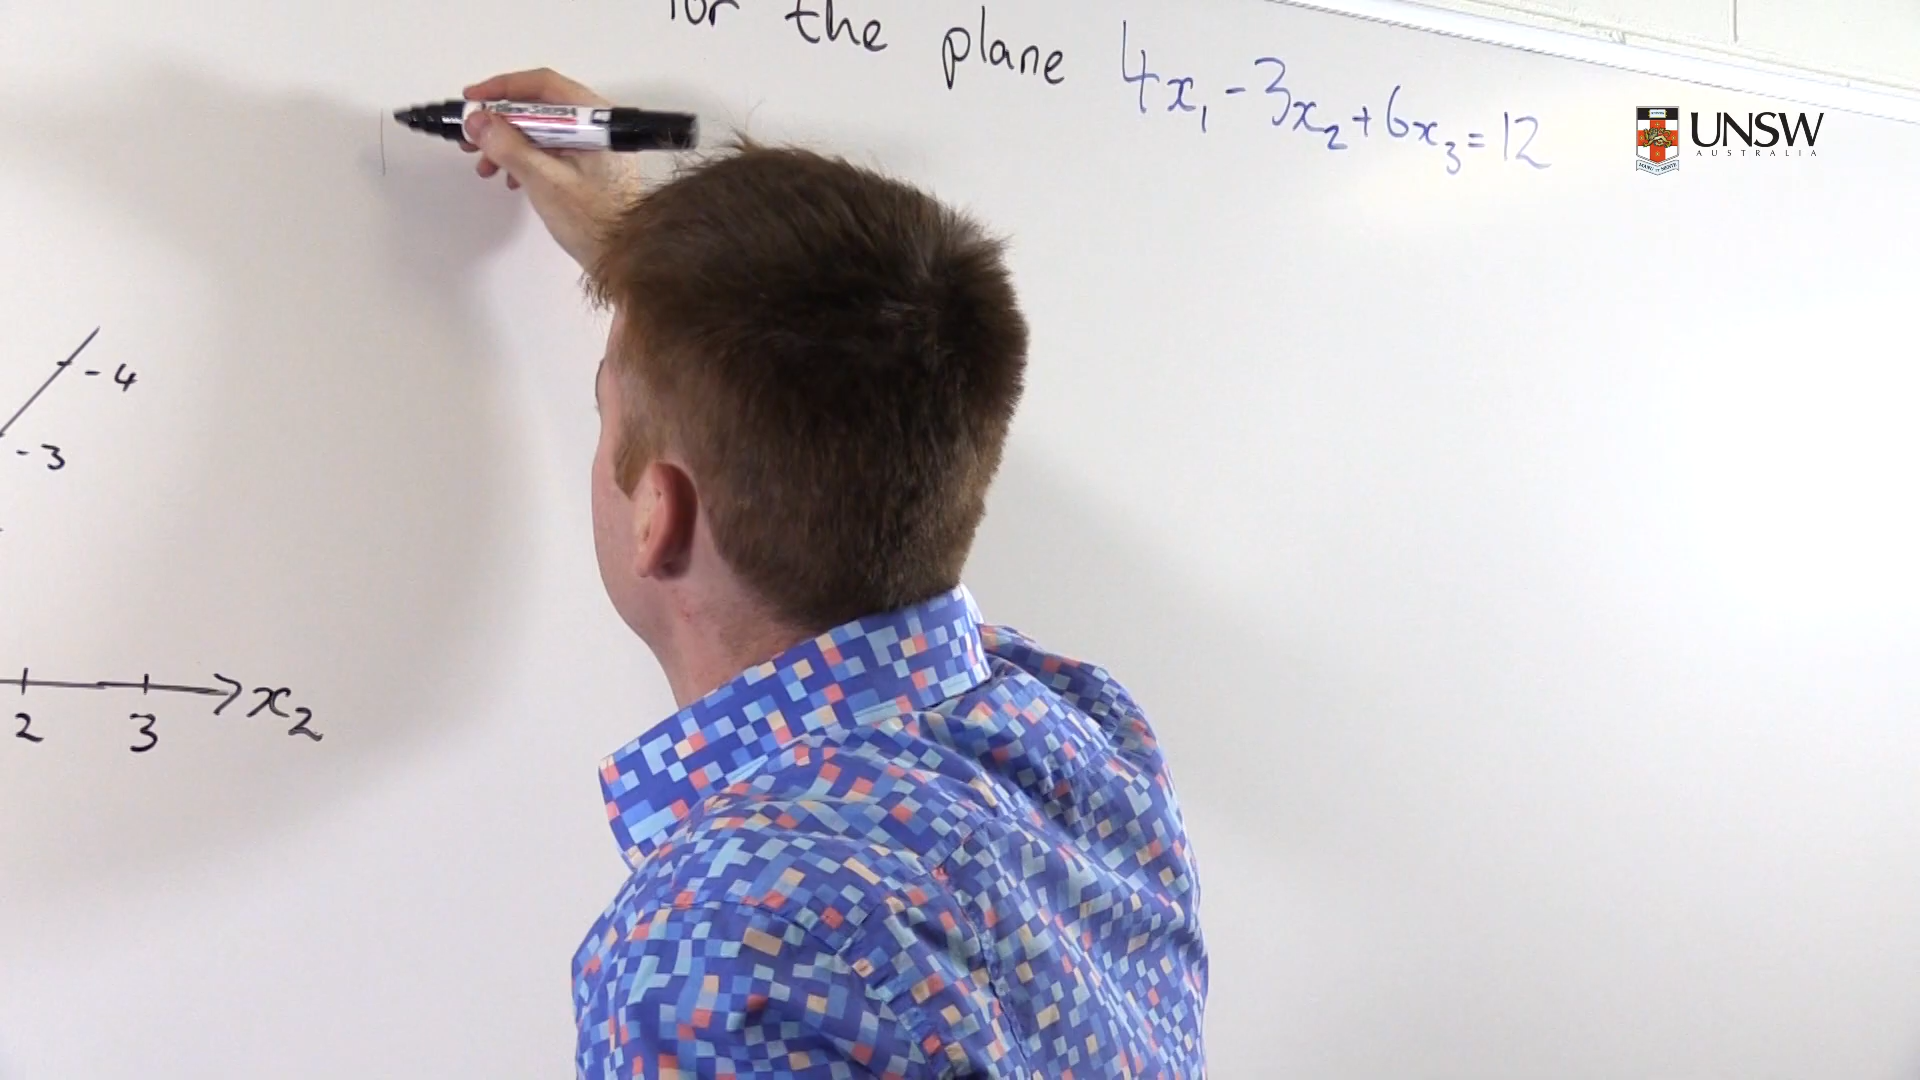 for the plane 4x₁-3x₂+6x₃=12
UNSW
AUSTRALIA
-4
-3
x₂
2 3